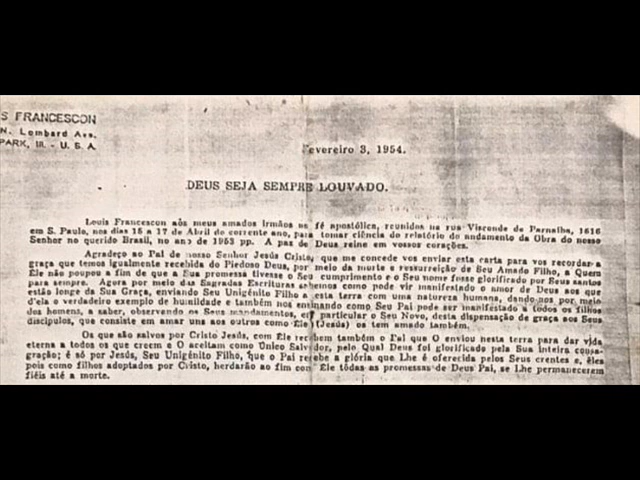 S FRANCESCON
N. Lombard Ave.
PARK, Ill. - U. S. A.
Fevereiro 3, 1954.
DEUS SEJA SEMPRE LOUVADO.
Louis Francescon aôs meus amados irmãos na fé apostólica, reunidos na rua Visconde de Parnaíba, 1616
em S. Paulo, nos dias 15 a 17 de Abril do corrente ano, para tomar ciência do relatório do andamento da Obra do nosso
Senhor no querido Brasil, no ano de 1953 pp. A paz de Deus reine em vossos corações.
Agradeço ao Pai de nosso Senhor Jesús Cristo, que me concede vos enviar esta carta para vos recordar a
graça que temos igualmente recebida do Piedoso Deus, por meio da morte e ressurreição de Seu Amado Filho, a Quem
Êle não poupou a fim de que a Sua promessa tivesse o Seu cumprimento e o Seu nome fosse glorificado por Seus santos
para sempre. Agora por meio das Sagradas Escrituras sabemos como pode vir manifestado o amor de Deus aos que
estão longe da Sua Graça, enviando Seu Unigênito Filho a esta terra com uma natureza humana, dando-nos por meio
d'ela o verdadeiro exemplo de humildade e também nos ensinando como Seu Pai pode ser manifestado a todos os filhos
dos homens, a saber, observando os Seus mandamentos, em particular o Seu Novo, desta dispensação de graça aos Seus
discípulos, que consiste em amar uns aos outros como Êle (Jesús) os tem amado também.
Os que são salvos por Cristo Jesús, com Êle recebem também o Pai que O enviou nesta terra para dar vida
eterna a todos que creem e O aceitam como Único Salvador, pelo Qual Deus foi glorificado pela Sua inteira consa-
gração; é só por Jesús, Seu Unigênito Filho, que o Pai recebe a glória que Lhe é oferecida pelos Seus crentes e, êles
pois como filhos adoptados por Cristo, herdarão ao fim com Êle tôdas as promessas de Deus Pai, se Lhe permanecerem
fiéis até a morte.